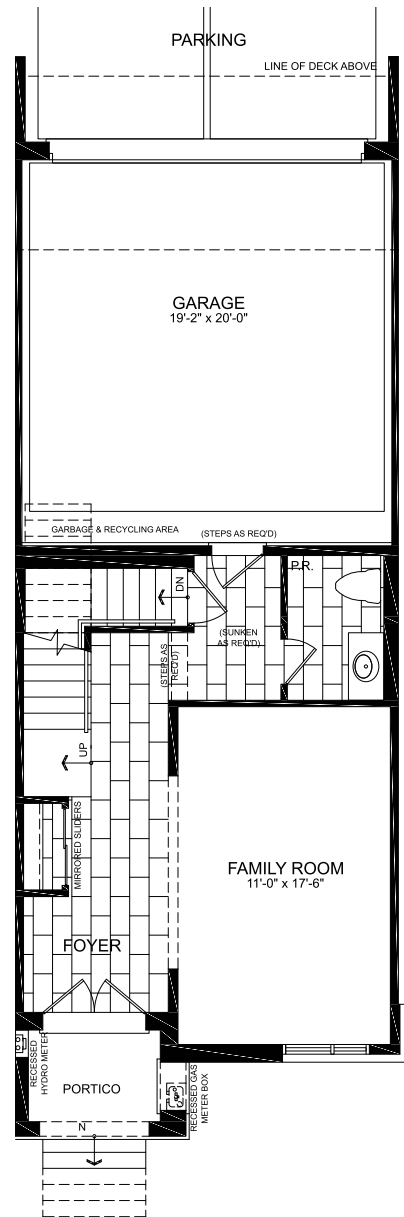 PARKING
LINE OF DECK ABOVE
GARAGE
19'-2" x 20'-0"
GARBAGE & RECYCLING AREA
(STEPS AS REQ'D)
P.R.
DN
(SUNKEN
AS REQ'D)
(STEPS AS
REQ'D)
UP
MIRRORED SLIDERS
FAMILY ROOM
11'-0" x 17'-6"
FOYER
RECESSED
HYDRO METER
PORTICO
RECESSED GAS
METER BOX
N